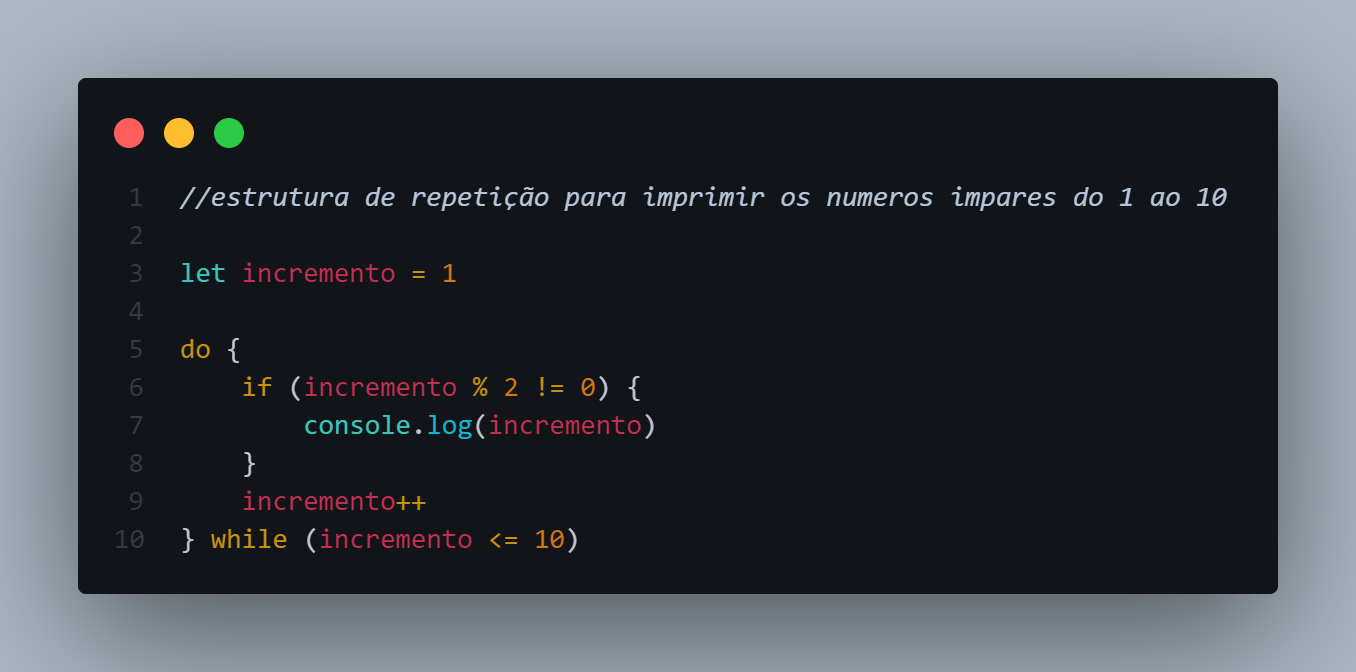 1 //estrutura de repetição para imprimir os numeros impares do 1 ao 10
2
3 let incremento = 1
4
5 do {
6     if (incremento % 2 != 0) {
7         console.log(incremento)
8     }
9     incremento++
10 } while (incremento <= 10)